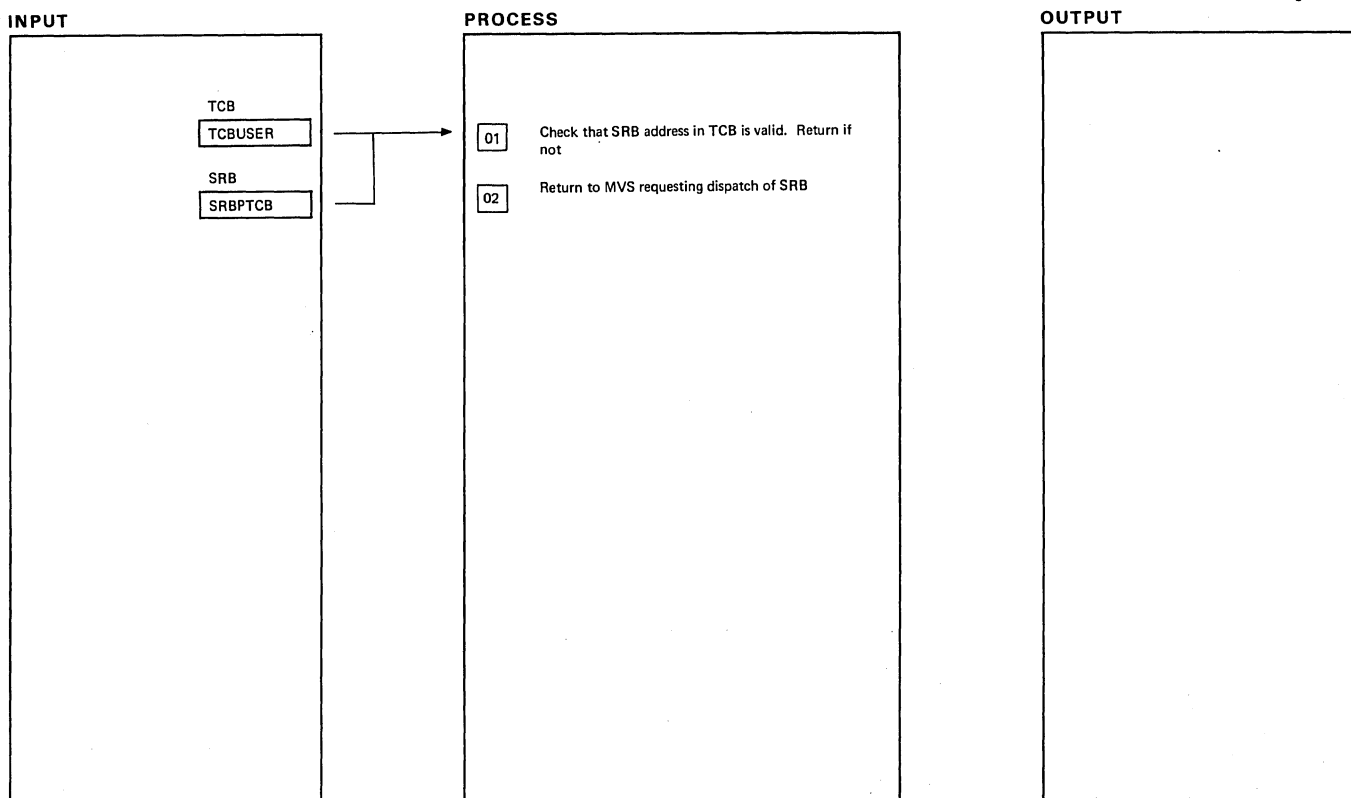 INPUT
PROCESS
OUTPUT
TCB
TCBUSER
SRB
SRBPTCB
01
Check that SRB address in TCB is valid. Return if
not
02
Return to MVS requesting dispatch of SRB